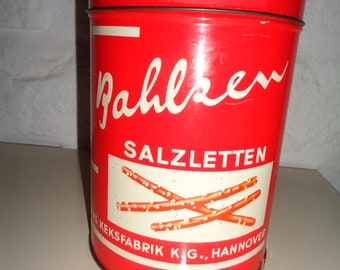 Bahlsen
SALZLETTEN
KEKSFABRIK K.G., HANNOVER